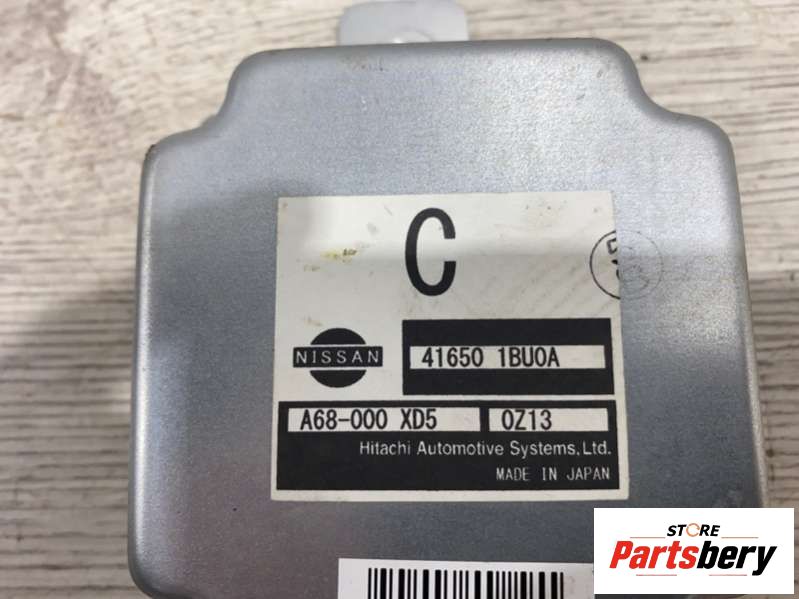 C
NISSAN
41650 1BU0A
A68-000 XD5
0Z13
Hitachi Automotive Systems, Ltd.
MADE IN JAPAN
STORE
Partsbery